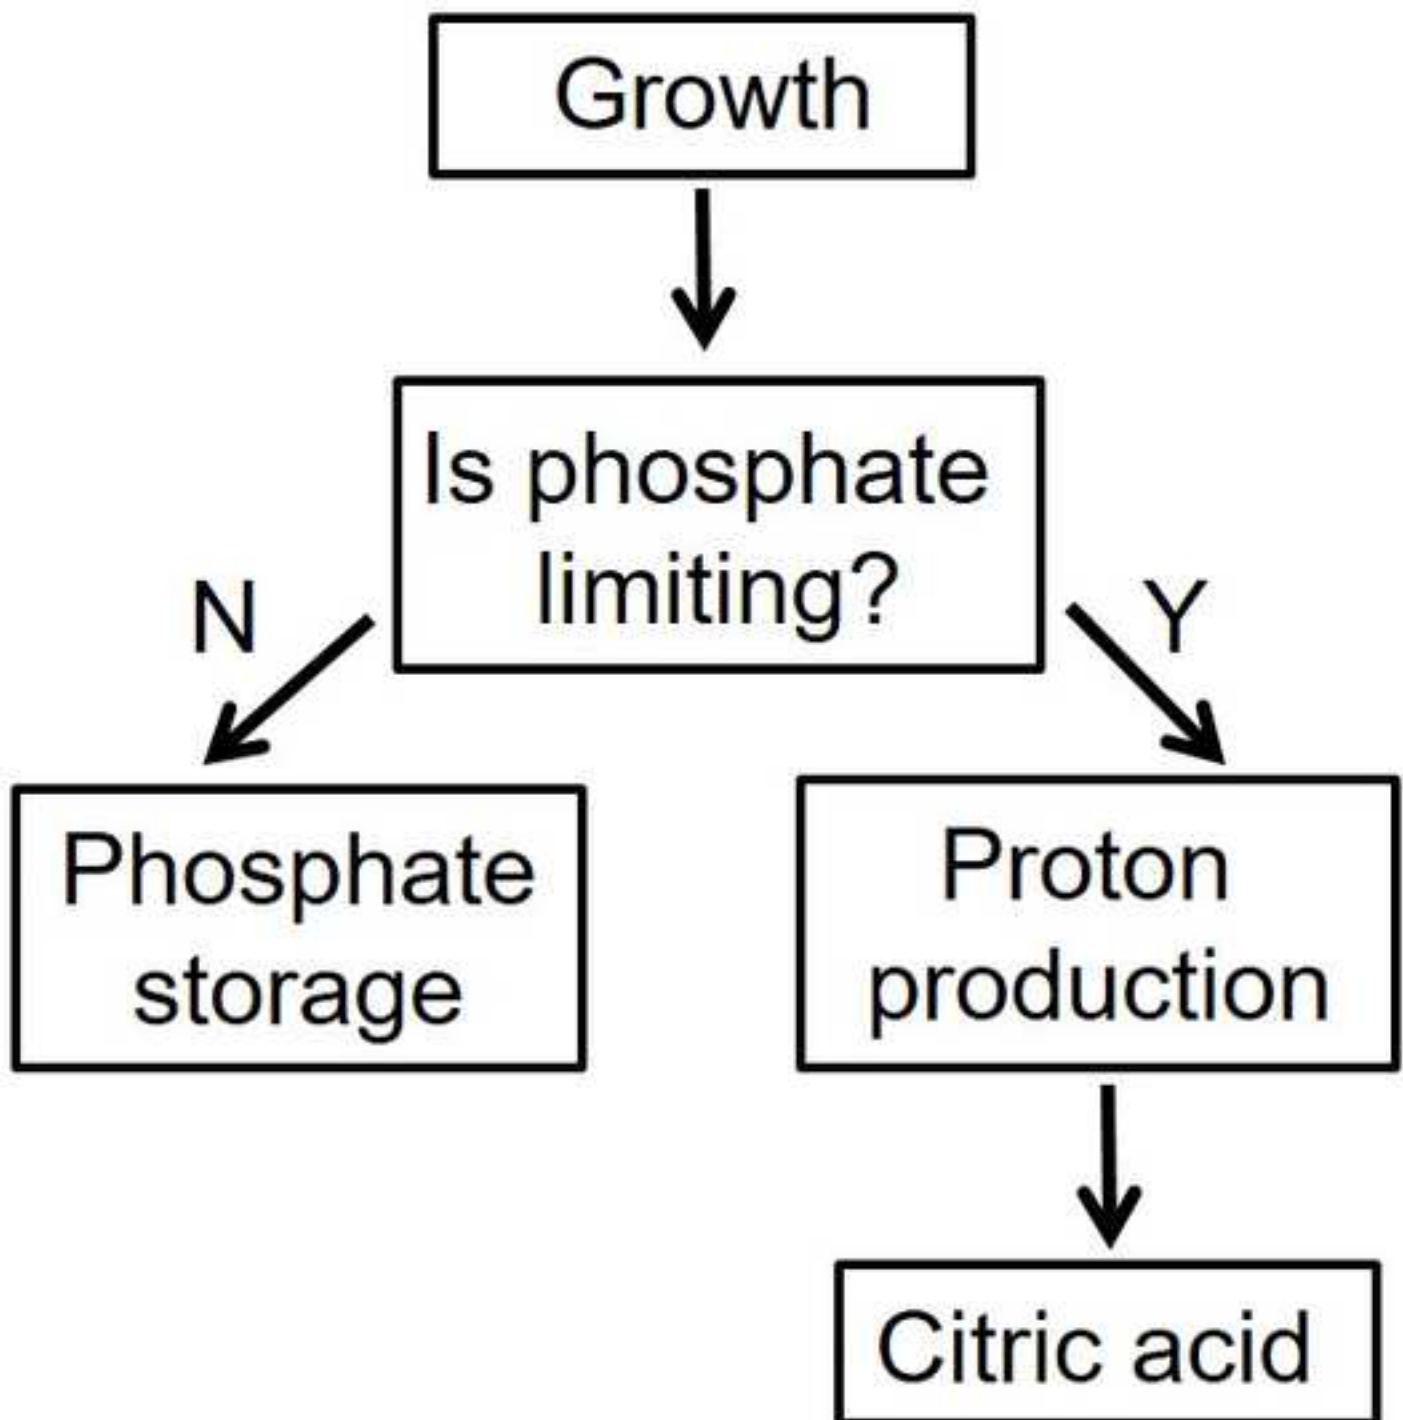 Growth
Is phosphate
limiting?
N
Y
Phosphate
storage
Proton
production
Citric acid